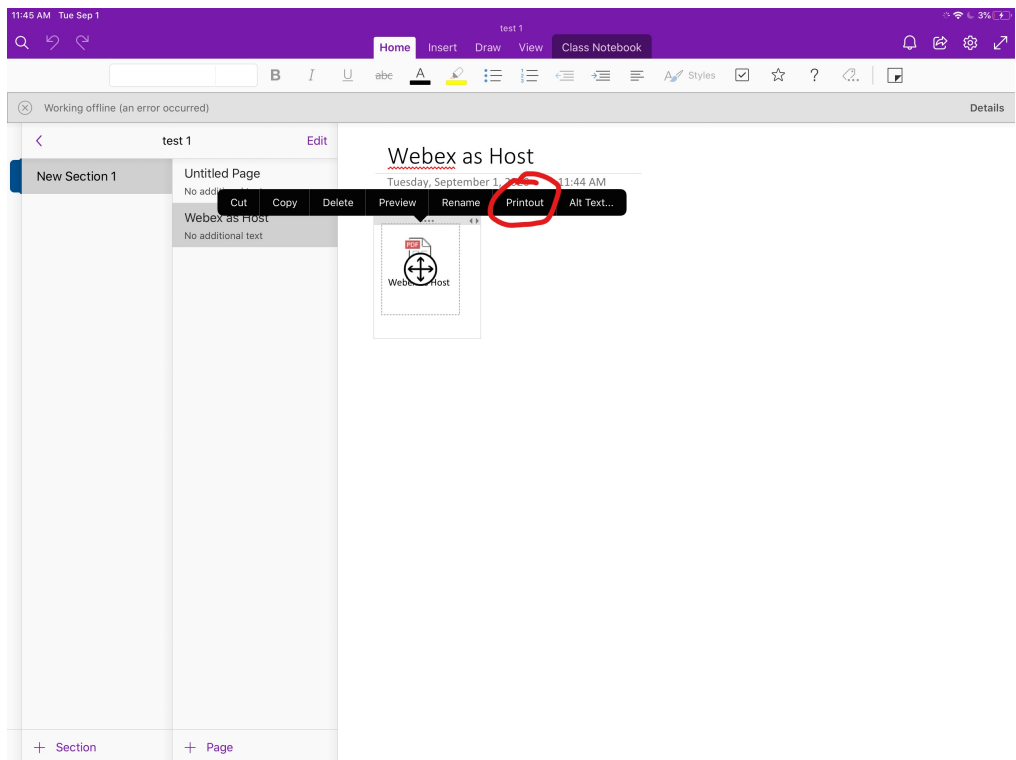 11:45 AM Tue Sep 1
3%
test 1
Home Insert Draw View Class Notebook
B I U abc A Styles ?
Working offline (an error occurred) Details
test 1 Edit
New Section 1
Untitled Page
No
Webex as Host
No additional text
Webex as Host
Tuesday, September 1, 11:44 AM
Cut Copy Delete Preview Rename Printout Alt Text...
PDF
Host
+ Section
+ Page